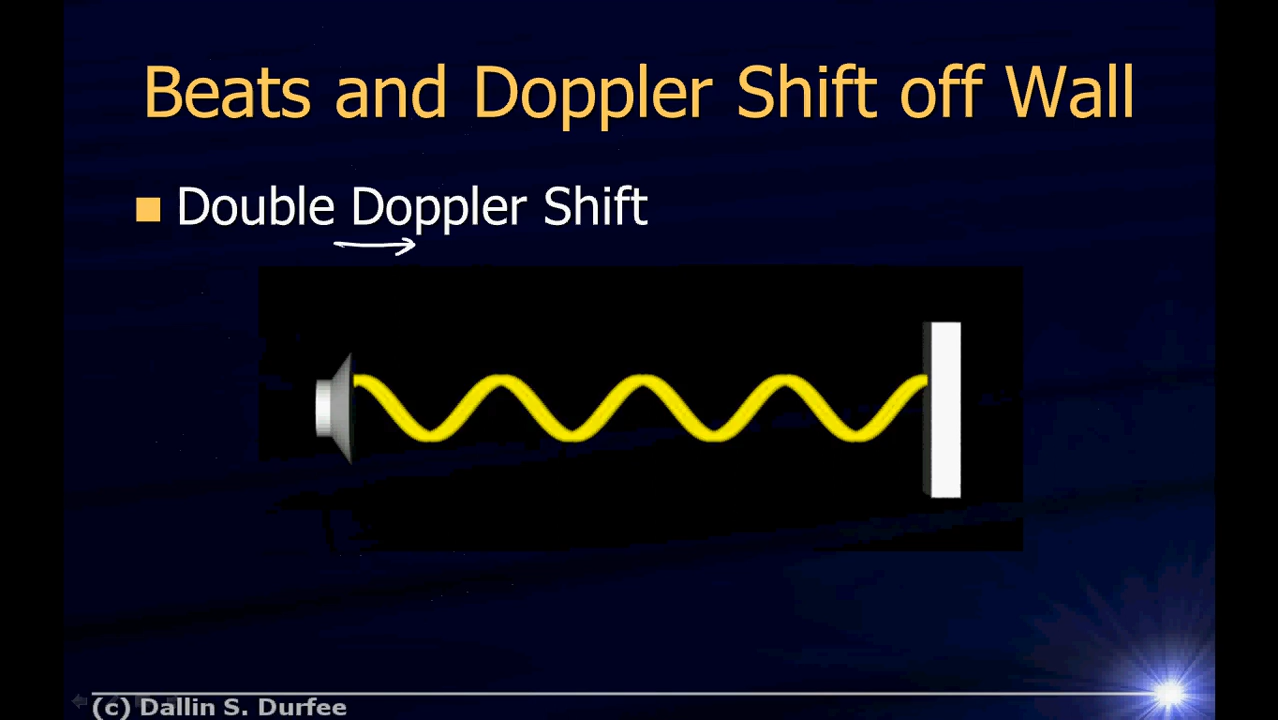 Beats and Doppler Shift off Wall
Double Doppler Shift
(c) Dallin S. Durfee